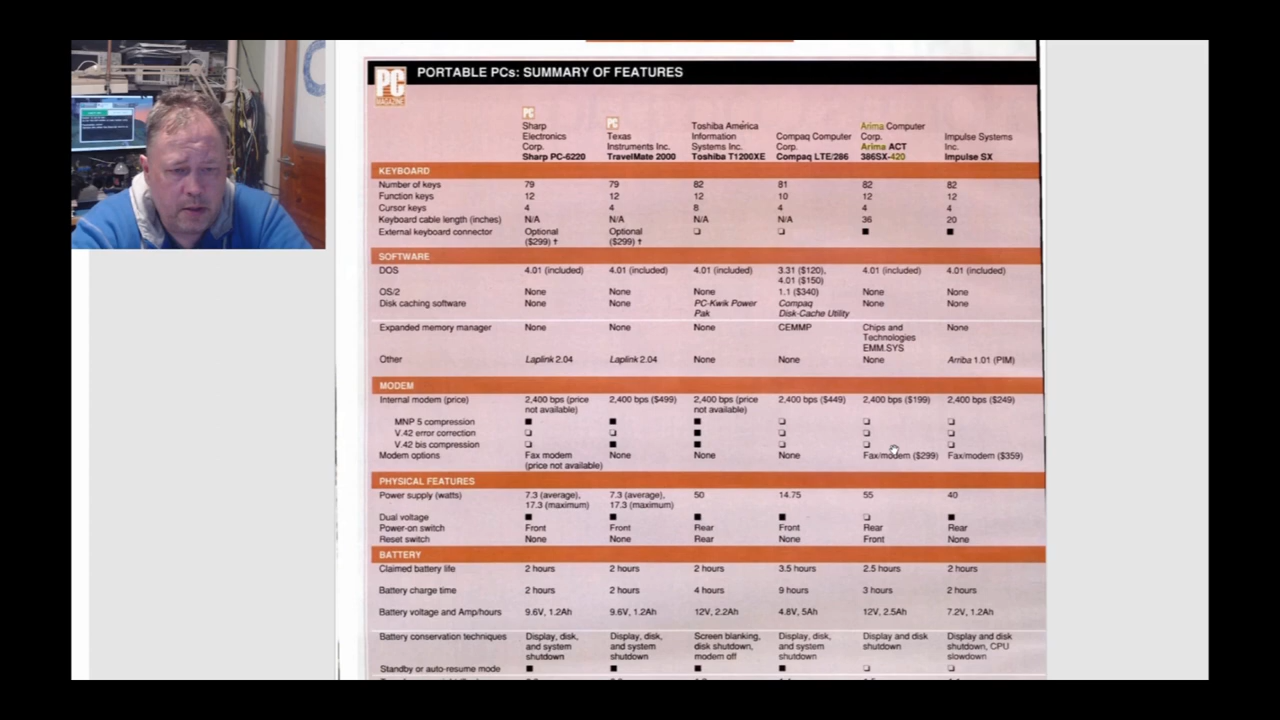 PC
MAGAZINE
PORTABLE PCs: SUMMARY OF FEATURES
PC
PC
Sharp Electronics Corp. Sharp PC-6220
Texas Instruments Inc. TravelMate 2000
Toshiba América Information Systems Inc. Toshiba T1200XE
Compaq Computer Corp. Compaq LTE/286
Arima Computer Corp. Arima ACT 386SX-420
Impulse Systems Inc. Impulse SX
KEYBOARD
Number of keys 79 79 82 81 82 82
Function keys 12 12 12 10 12 12
Cursor keys 4 4 8 4 4 4
Keyboard cable length (inches) N/A N/A N/A N/A 36 20
External keyboard connector Optional ($299) † Optional ($299) † ❏ ❏ ■ ■
SOFTWARE
DOS 4.01 (included) 4.01 (included) 4.01 (included) 3.31 ($120), 4.01 ($150) 4.01 (included) 4.01 (included)
OS/2 None None None 1.1 ($340) None None
Disk caching software None None PC-Kwik Power Pak Compaq Disk-Cache Utility None None
Expanded memory manager None None None CEMMP Chips and Technologies EMM.SYS None
Other Laplink 2.04 Laplink 2.04 None None None Arriba 1.01 (PIM)
MODEM
Internal modem (price) 2,400 bps (price not available) 2,400 bps ($499) 2,400 bps (price not available) 2,400 bps ($449) 2,400 bps ($199) 2,400 bps ($249)
MNP 5 compression ■ ■ ■ ❏ ❏ ❏
V.42 error correction ❏ ❏ ■ ❏ ❏ ❏
V.42 bis compression ❏ ■ ■ ❏ ❏ ❏
Modem options Fax modem (price not available) None None None Fax/modem ($299) Fax/modem ($359)
PHYSICAL FEATURES
Power supply (watts) 7.3 (average), 17.3 (maximum) 7.3 (average), 17.3 (maximum) 50 14.75 55 40
Dual voltage ■ ■ ■ ■ ❏ ■
Power-on switch Front Front Rear Front Rear Rear
Reset switch None None Rear None Front None
BATTERY
Claimed battery life 2 hours 2 hours 2 hours 3.5 hours 2.5 hours 2 hours
Battery charge time 2 hours 2 hours 4 hours 9 hours 3 hours 2 hours
Battery voltage and Amp/hours 9.6V, 1.2Ah 9.6V, 1.2Ah 12V, 2.2Ah 4.8V, 5Ah 12V, 2.5Ah 7.2V, 1.2Ah
Battery conservation techniques Display, disk, and system shutdown Display, disk, and system shutdown Screen blanking, disk shutdown, modem off Display, disk, and system shutdown Display and disk shutdown Display and disk shutdown, CPU slowdown
Standby or auto-resume mode ■ ■ ■ ■ ❏ ❏